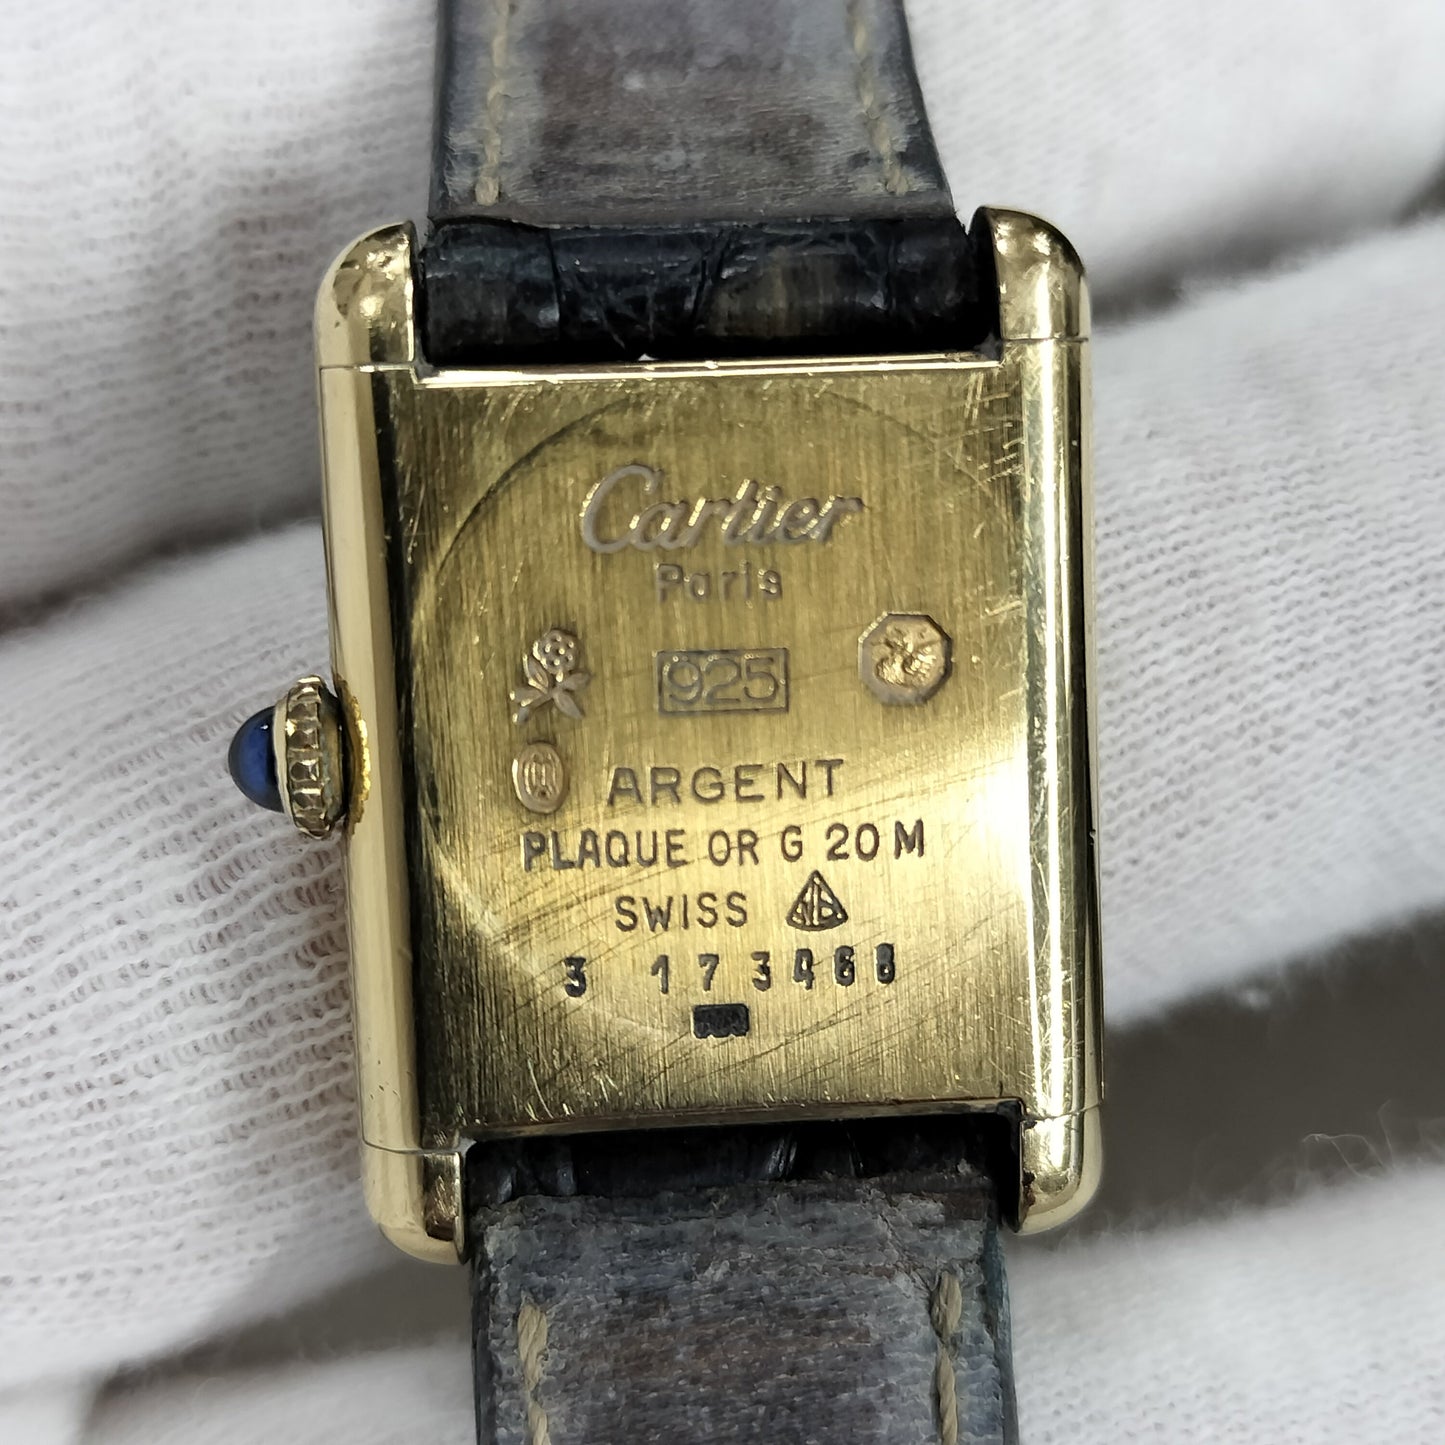 Cartier
Paris
925
ARGENT
PLAQUE OR G 20 M
SWISS
3 173468